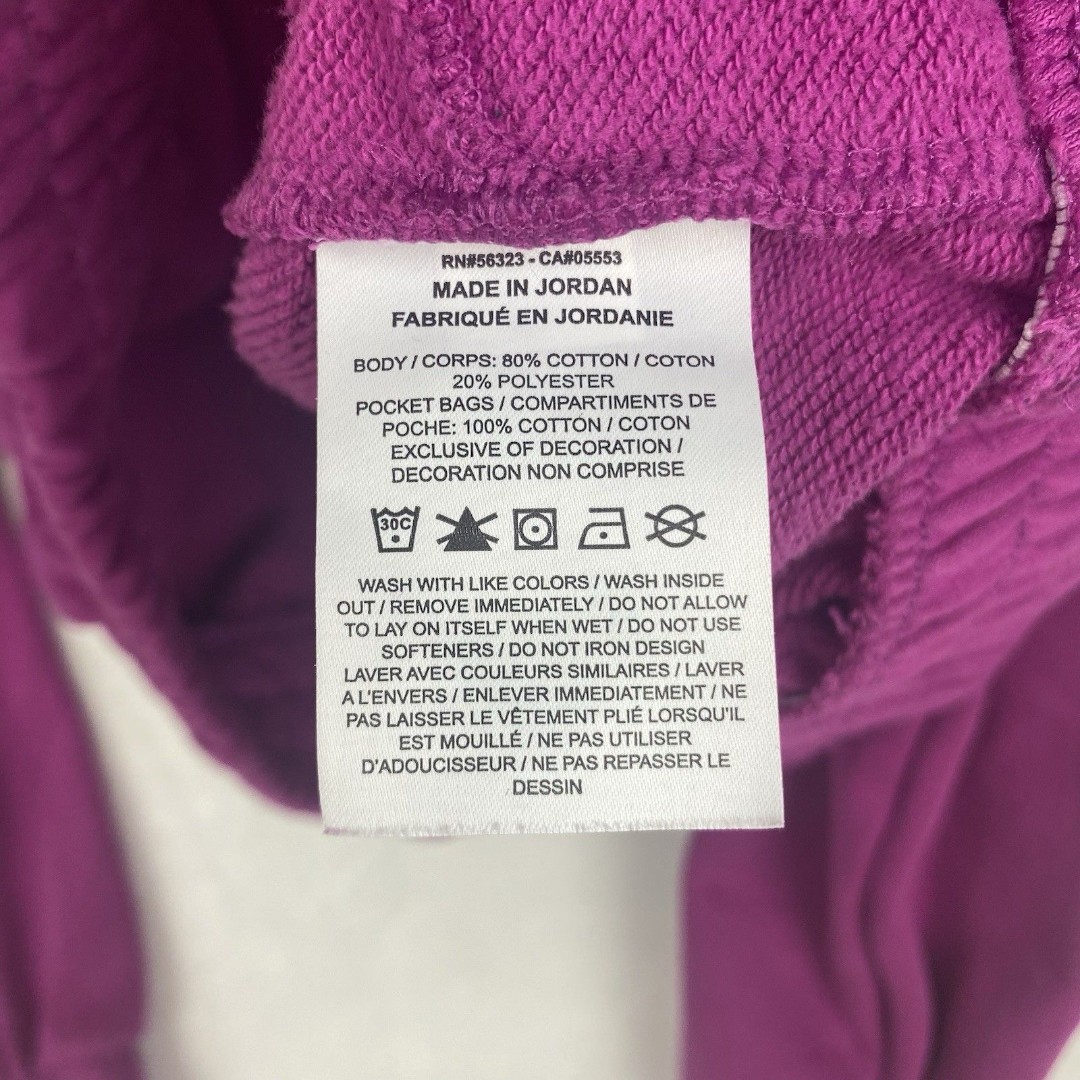 RN#56323 - CA#05553
MADE IN JORDAN
FABRIQUÉ EN JORDANIE
BODY / CORPS: 80% COTTON / COTON
20% POLYESTER
POCKET BAGS / COMPARTIMENTS DE
POCHE: 100% COTTON / COTON
EXCLUSIVE OF DECORATION /
DECORATION NON COMPRISE
30C
WASH WITH LIKE COLORS / WASH INSIDE
OUT / REMOVE IMMEDIATELY / DO NOT ALLOW
TO LAY ON ITSELF WHEN WET / DO NOT USE
SOFTENERS / DO NOT IRON DESIGN
LAVER AVEC COULEURS SIMILAIRES / LAVER
A L'ENVERS / ENLEVER IMMEDIATEMENT / NE
PAS LAISSER LE VÊTEMENT PLIÉ LORSQU'IL
EST MOUILLÉ / NE PAS UTILISER
D'ADOUCISSEUR / NE PAS REPASSER LE
DESSIN